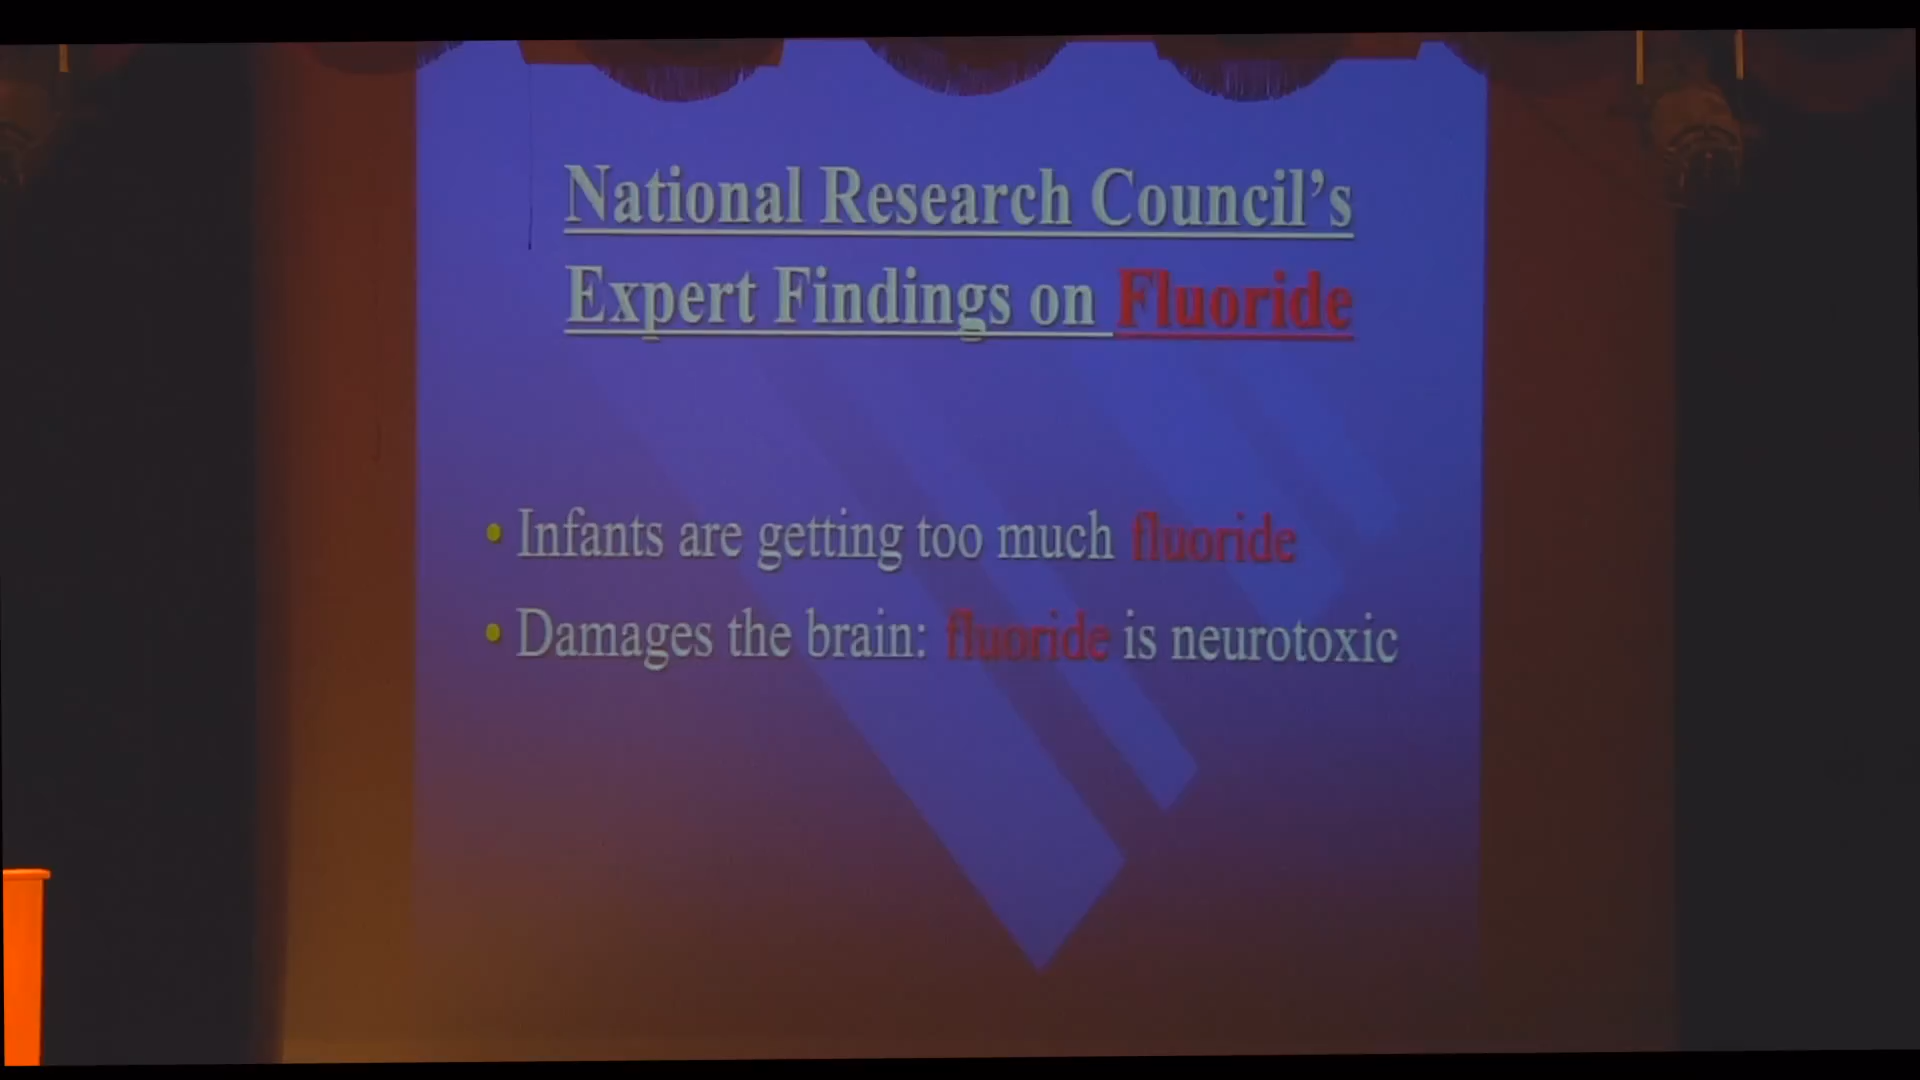 National Research Council's
Expert Findings on Fluoride
• Infants are getting too much fluoride
• Damages the brain: fluoride is neurotoxic